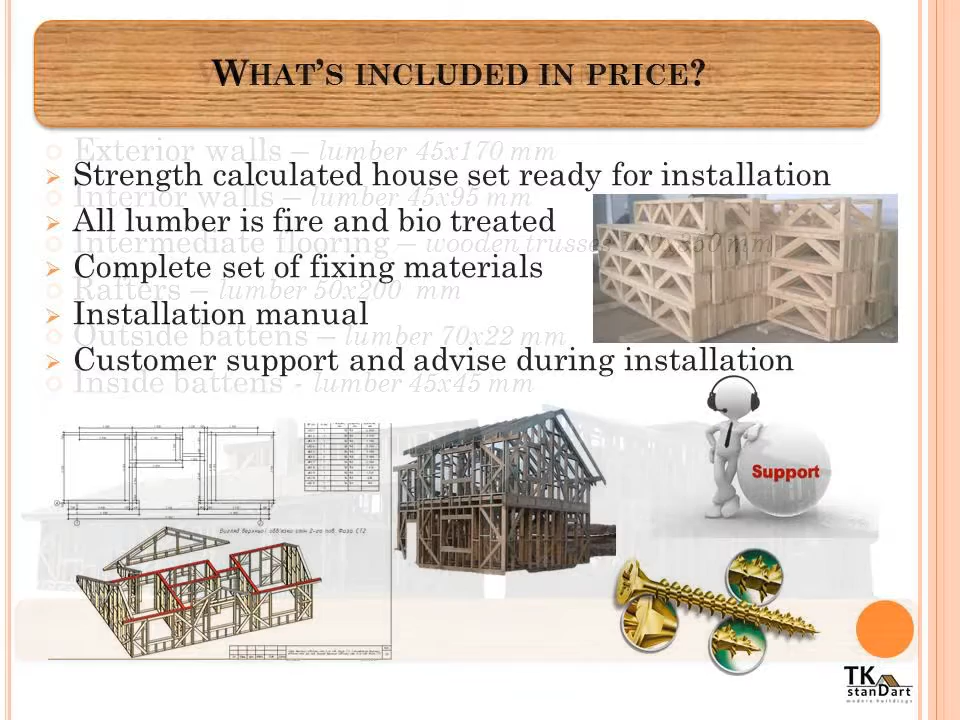 WHAT'S INCLUDED IN PRICE?
Exterior walls – lumber 45x170 mm
Strength calculated house set ready for installation
Interior walls – lumber 45x95 mm
All lumber is fire and bio treated
Intermediate flooring – wooden trusses
Complete set of fixing materials
Rafters – lumber 50x200 mm
Installation manual
Outside battens – lumber 70x22 mm
Customer support and advise during installation
Inside battens - lumber 45x45 mm
Support
TK
stanDart
modern buildings